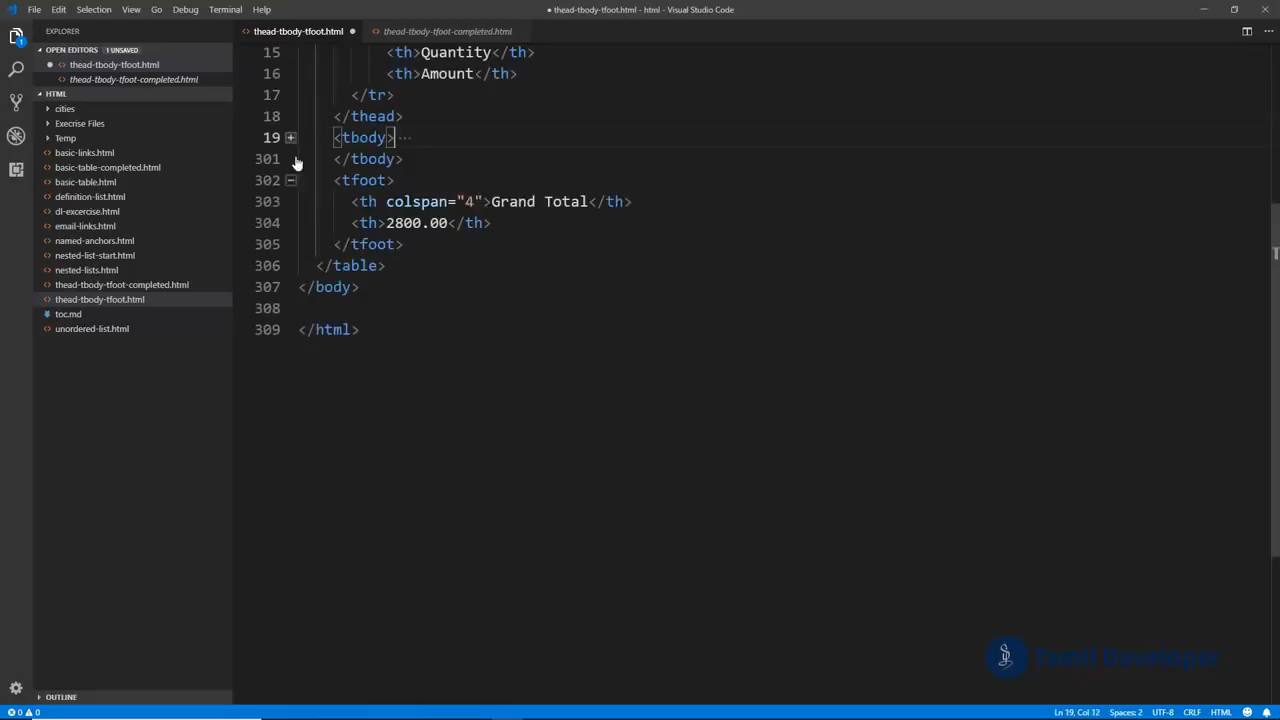 File Edit Selection View Go Debug Terminal Help
● thead-tbody-tfoot.html - html - Visual Studio Code
EXPLORER
thead-tbody-tfoot.html ●
thead-tbody-tfoot-completed.html
OPEN EDITORS 1 UNSAVED
● thead-tbody-tfoot.html
thead-tbody-tfoot-completed.html
HTML
cities
Execrise Files
Temp
basic-links.html
basic-table-completed.html
basic-table.html
definition-list.html
dl-excercise.html
email-links.html
named-anchors.html
nested-list-start.html
nested-lists.html
thead-tbody-tfoot-completed.html
thead-tbody-tfoot.html
toc.md
unordered-list.html
OUTLINE
15 <th>Quantity</th>
16 <th>Amount</th>
17 </tr>
18 </thead>
19 <tbody> ...
301 </tbody>
302 <tfoot>
303 <th colspan="4">Grand Total</th>
304 <th>2800.00</th>
305 </tfoot>
306 </table>
307 </body>
308
309 </html>
Tamil Developer
0 0
1
Ln 19, Col 12 Spaces: 2 UTF-8 CRLF HTML